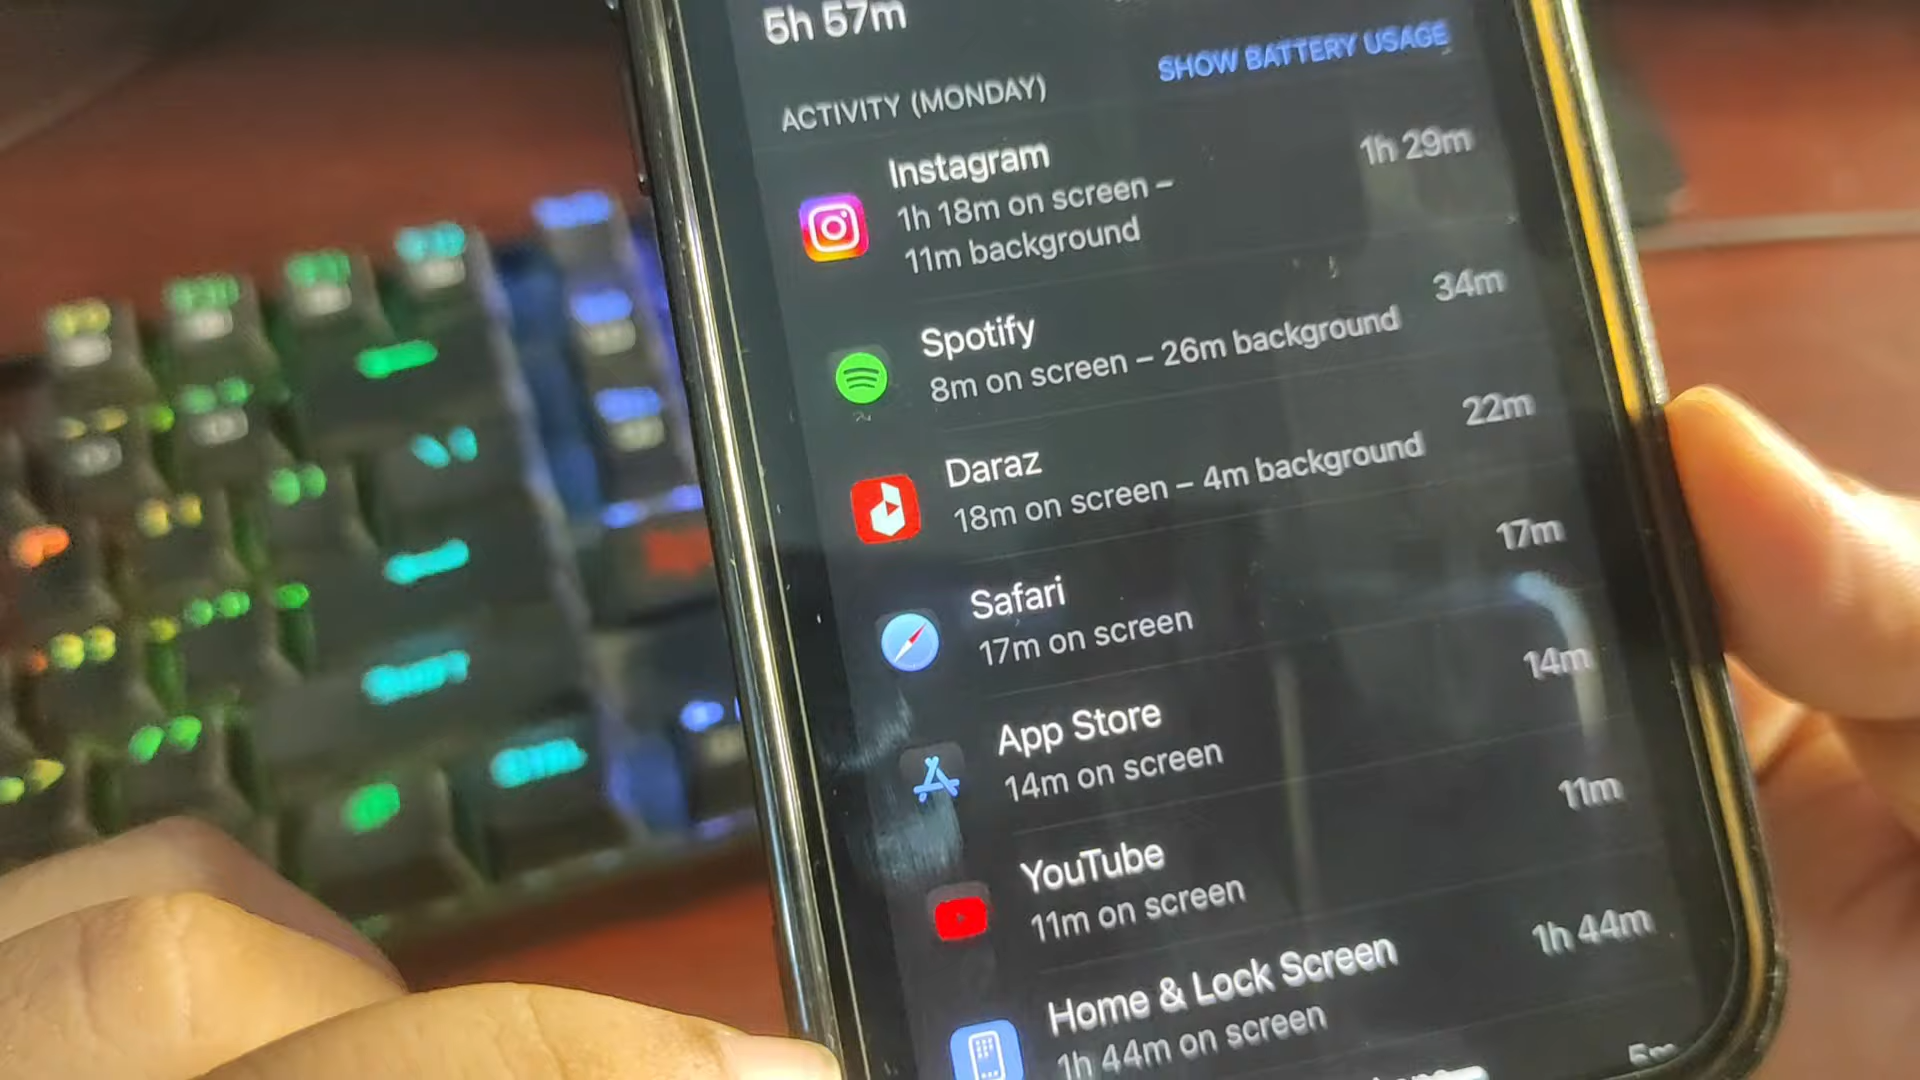 5h 57m
SHOW BATTERY USAGE
ACTIVITY (MONDAY)
Instagram
1h 29m
1h 18m on screen –
11m background
Spotify
34m
8m on screen – 26m background
Daraz
22m
18m on screen – 4m background
Safari
17m
17m on screen
App Store
14m
14m on screen
YouTube
11m
11m on screen
Home & Lock Screen
1h 44m
1h 44m on screen
5m